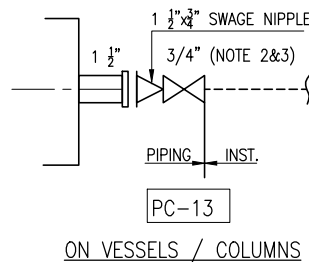 1 1/2"x3/4" SWAGE NIPPLE
1 1/2"
3/4" (NOTE 2&3)
PIPING
INST.
PC-13
ON VESSELS / COLUMNS